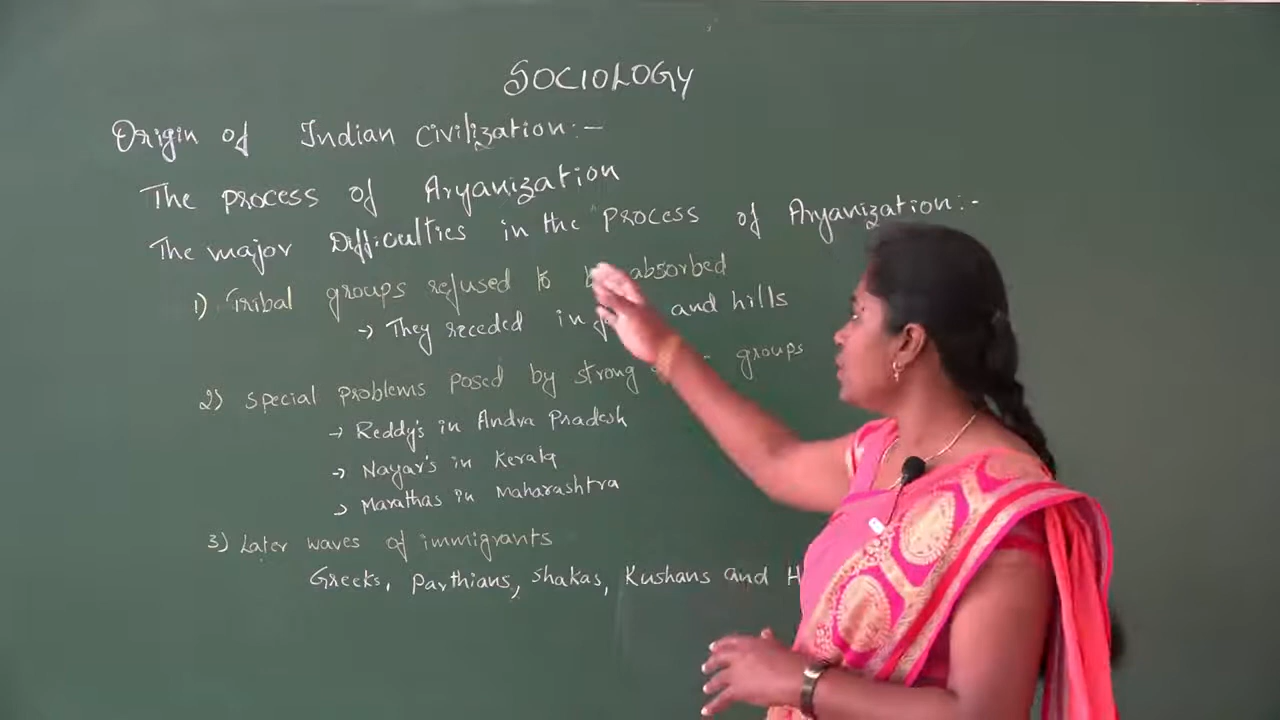 SOCIOLOGY
Origin of Indian Civilization:-
The process of Aryanization
The major Difficulties in the process of Aryanization:-
1) Tribal groups refused to absorbed
→ They receded in and hills
2) Special problems posed by strong groups
→ Reddy's in Andra Pradesh
→ Nayar's in Kerala
→ Marathas in Maharashtra
3) Later waves of immigrants
Greeks, Parthians, Shakas, Kushans and H